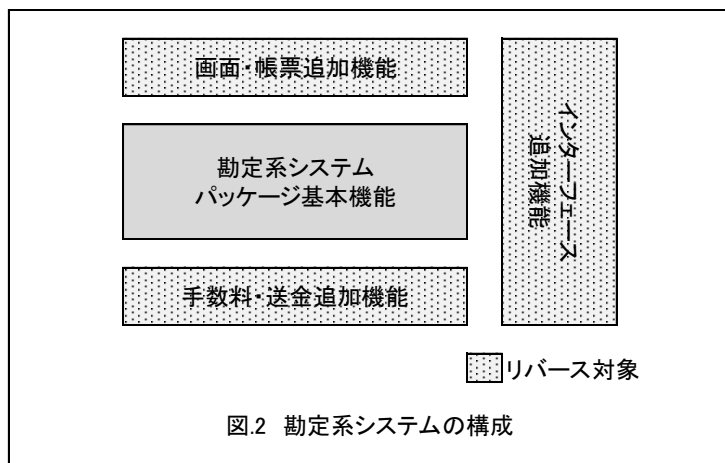 画面・帳票追加機能
勘定系システム
パッケージ基本機能
手数料・送金追加機能
インターフェース
追加機能
リバース対象
図.2 勘定系システムの構成